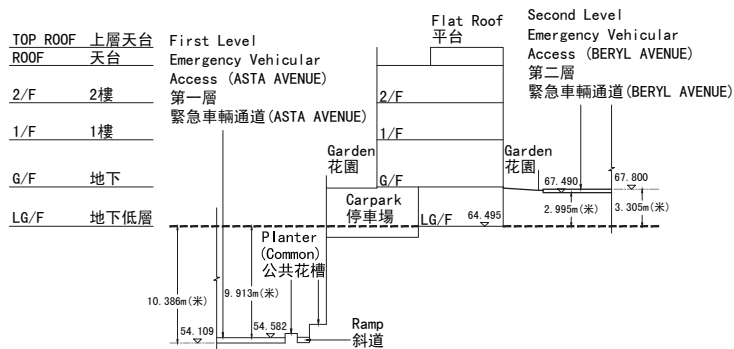 TOP ROOF 上層天台
ROOF 天台
2/F 2樓
1/F 1樓
G/F 地下
LG/F 地下低層
First Level
Emergency Vehicular
Access (ASTA AVENUE)
第一層
緊急車輛通道(ASTA AVENUE)
Flat Roof
平台
Second Level
Emergency Vehicular
Access (BERYL AVENUE)
第二層
緊急車輛通道(BERYL AVENUE)
2/F
1/F
G/F
Garden
花園
Garden
花園
67.490
67.800
Carpark
停車場
LG/F
64.495
2.995m(米)
3.305m(米)
Planter
(Common)
公共花槽
10.386m(米)
9.913m(米)
54.109
54.582
Ramp
斜道